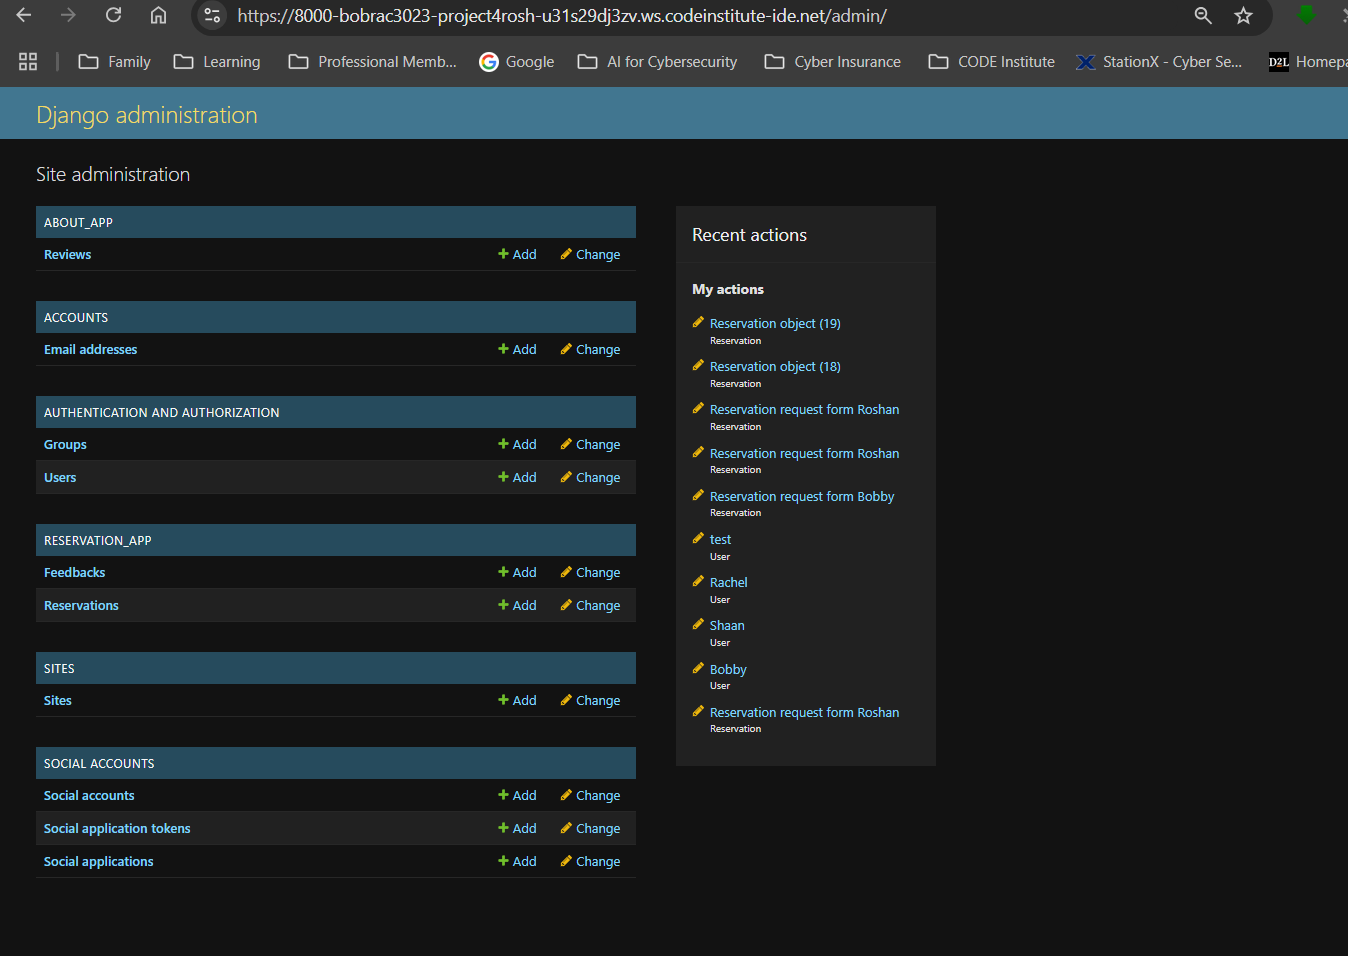 https://8000-bobrac3023-project4rosh-u31s29dj3zv.ws.codeinstitute-ide.net/admin/
Family Learning Professional Memb... Google AI for Cybersecurity Cyber Insurance CODE Institute StationX - Cyber Se... D2L Homepa
Django administration
Site administration
ABOUT_APP
Reviews Add Change
ACCOUNTS
Email addresses Add Change
AUTHENTICATION AND AUTHORIZATION
Groups Add Change
Users Add Change
RESERVATION_APP
Feedbacks Add Change
Reservations Add Change
SITES
Sites Add Change
SOCIAL ACCOUNTS
Social accounts Add Change
Social application tokens Add Change
Social applications Add Change
Recent actions
My actions
Reservation object (19)
Reservation
Reservation object (18)
Reservation
Reservation request form Roshan
Reservation
Reservation request form Roshan
Reservation
Reservation request form Bobby
Reservation
test
User
Rachel
User
Shaan
User
Bobby
User
Reservation request form Roshan
Reservation